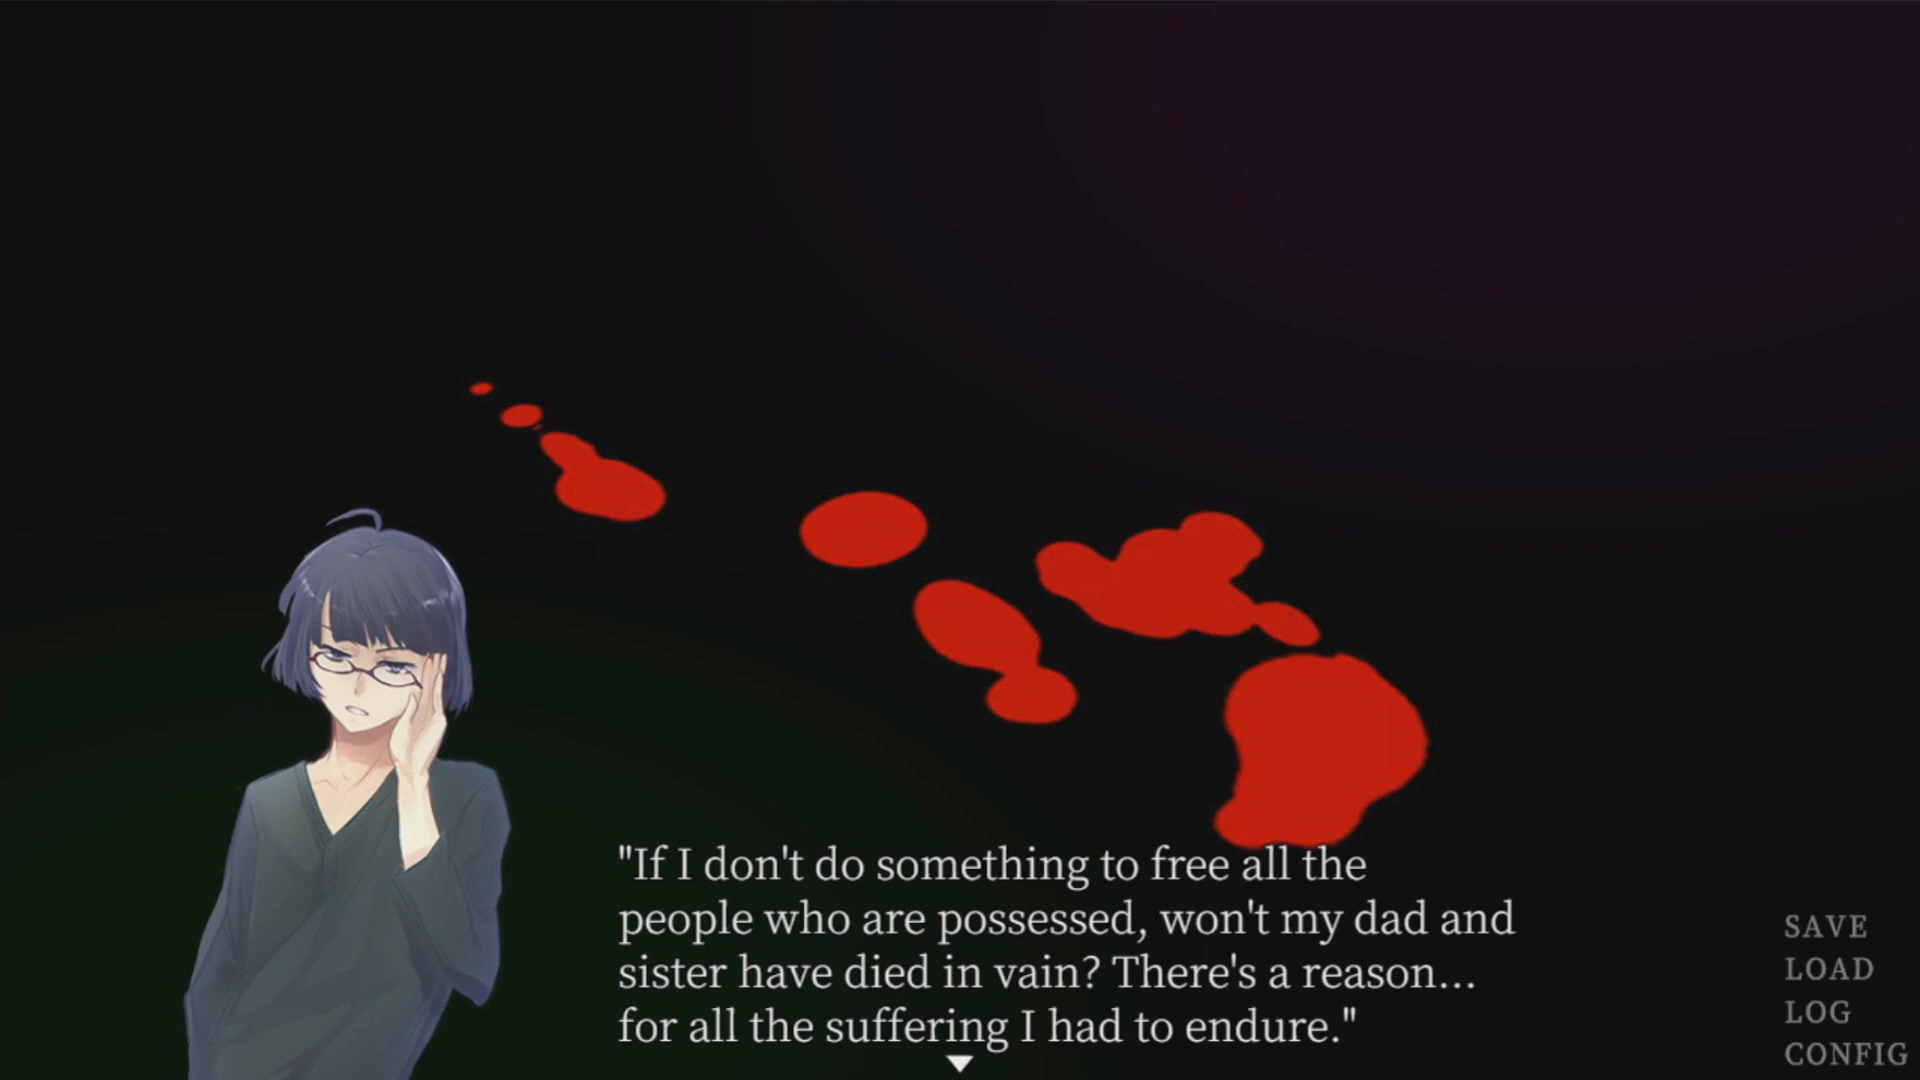 "If I don't do something to free all the
people who are possessed, won't my dad and
sister have died in vain? There's a reason...
for all the suffering I had to endure."
SAVE
LOAD
LOG
CONFIG